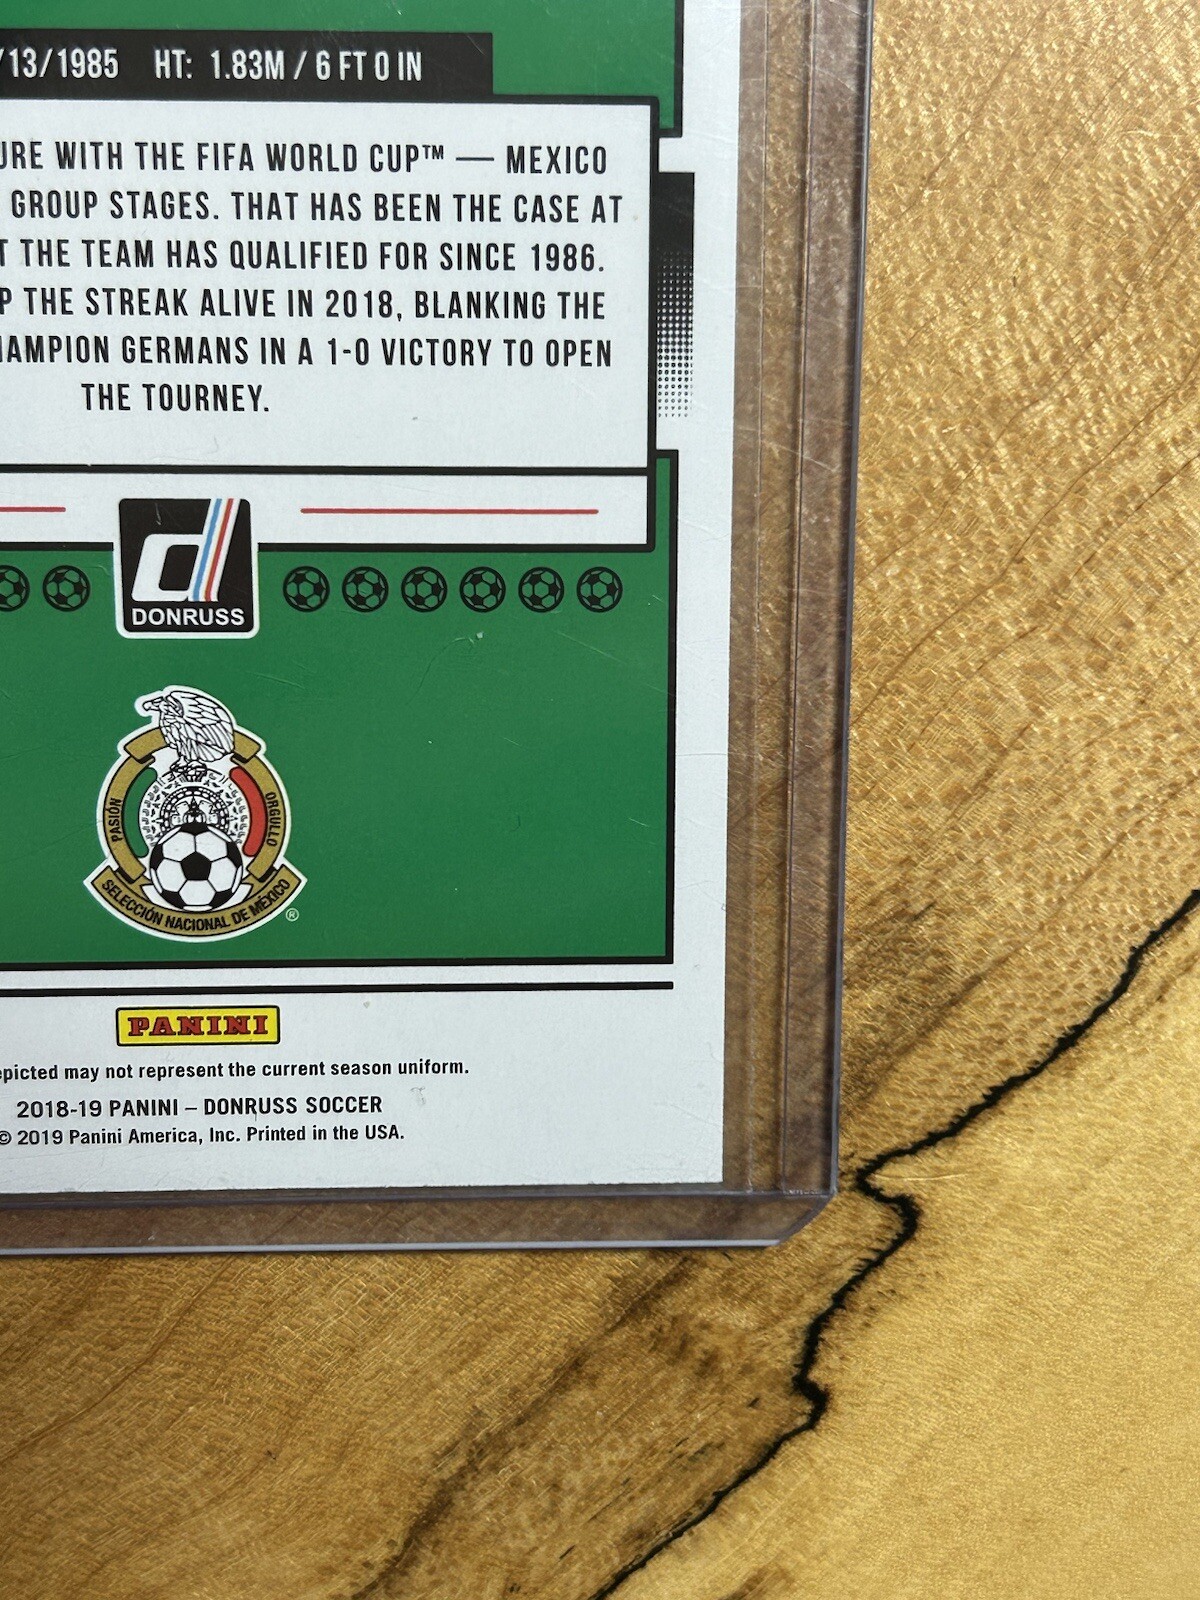 /13/1985 HT: 1.83M / 6 FT 0 IN
URE WITH THE FIFA WORLD CUP™ — MEXICO
GROUP STAGES. THAT HAS BEEN THE CASE AT
T THE TEAM HAS QUALIFIED FOR SINCE 1986.
P THE STREAK ALIVE IN 2018, BLANKING THE
HAMPION GERMANS IN A 1-0 VICTORY TO OPEN
THE TOURNEY.
d
DONRUSS
PASIÓN
ORGULLO
SELECCIÓN NACIONAL DE MÉXICO
®
PANINI
epicted may not represent the current season uniform.
2018-19 PANINI – DONRUSS SOCCER
© 2019 Panini America, Inc. Printed in the USA.